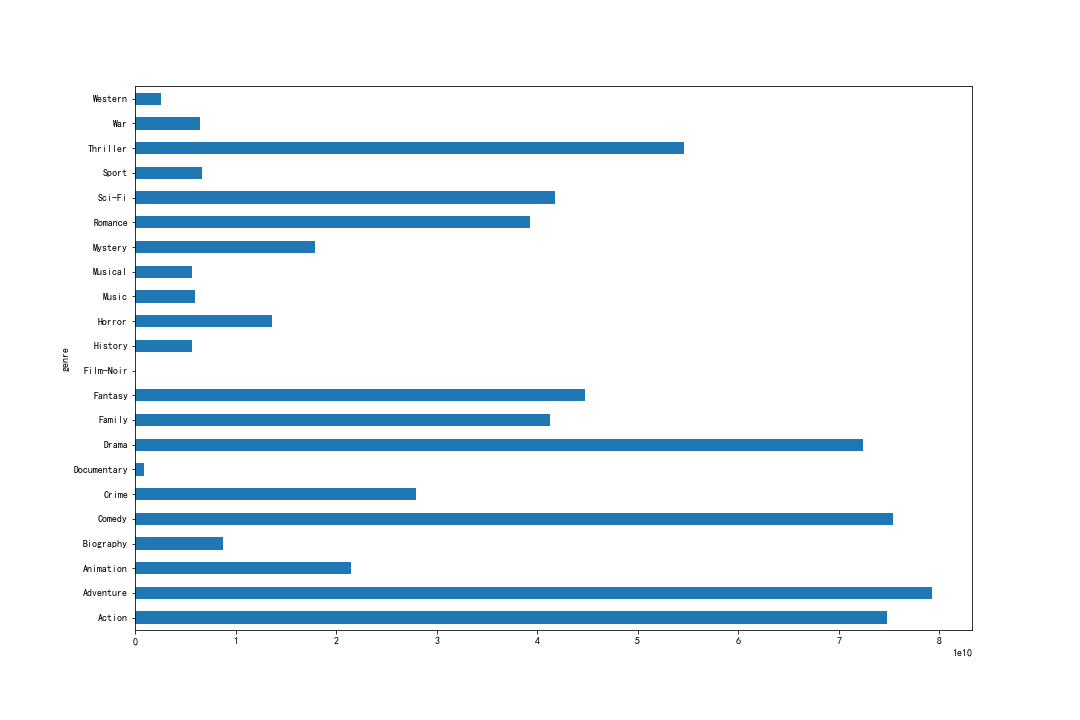 Western
War
Thriller
Sport
Sci-Fi
Romance
Mystery
Musical
Music
Horror
History
genre
Film-Noir
Fantasy
Family
Drama
Documentary
Crime
Comedy
Biography
Animation
Adventure
Action
0 1 2 3 4 5 6 7 8
1e10